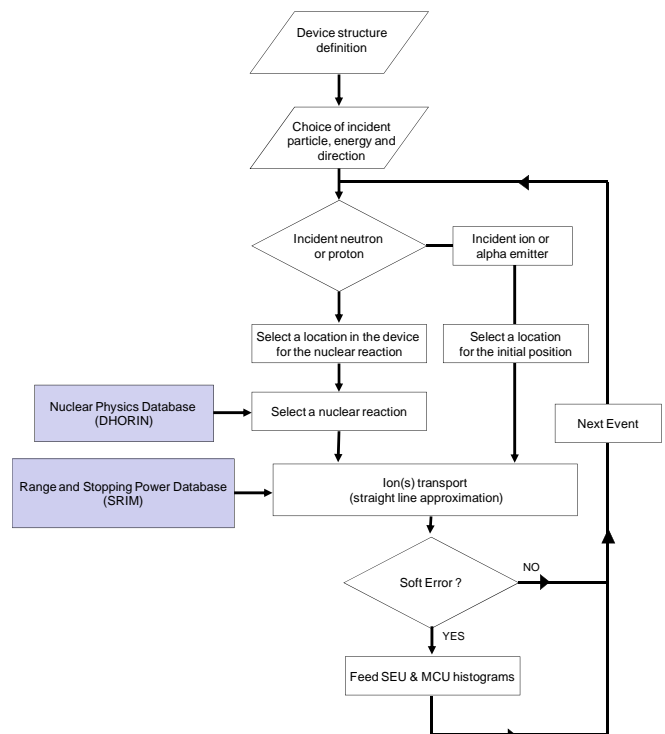 Device structure
definition
Choice of incident
particle, energy and
direction
Incident neutron
or proton
Incident ion or
alpha emitter
Select a location in the device
for the nuclear reaction
Select a location
for the initial position
Nuclear Physics Database
(DHORIN)
Select a nuclear reaction
Next Event
Range and Stopping Power Database
(SRIM)
Ion(s) transport
(straight line approximation)
Soft Error ?
NO
YES
Feed SEU & MCU histograms